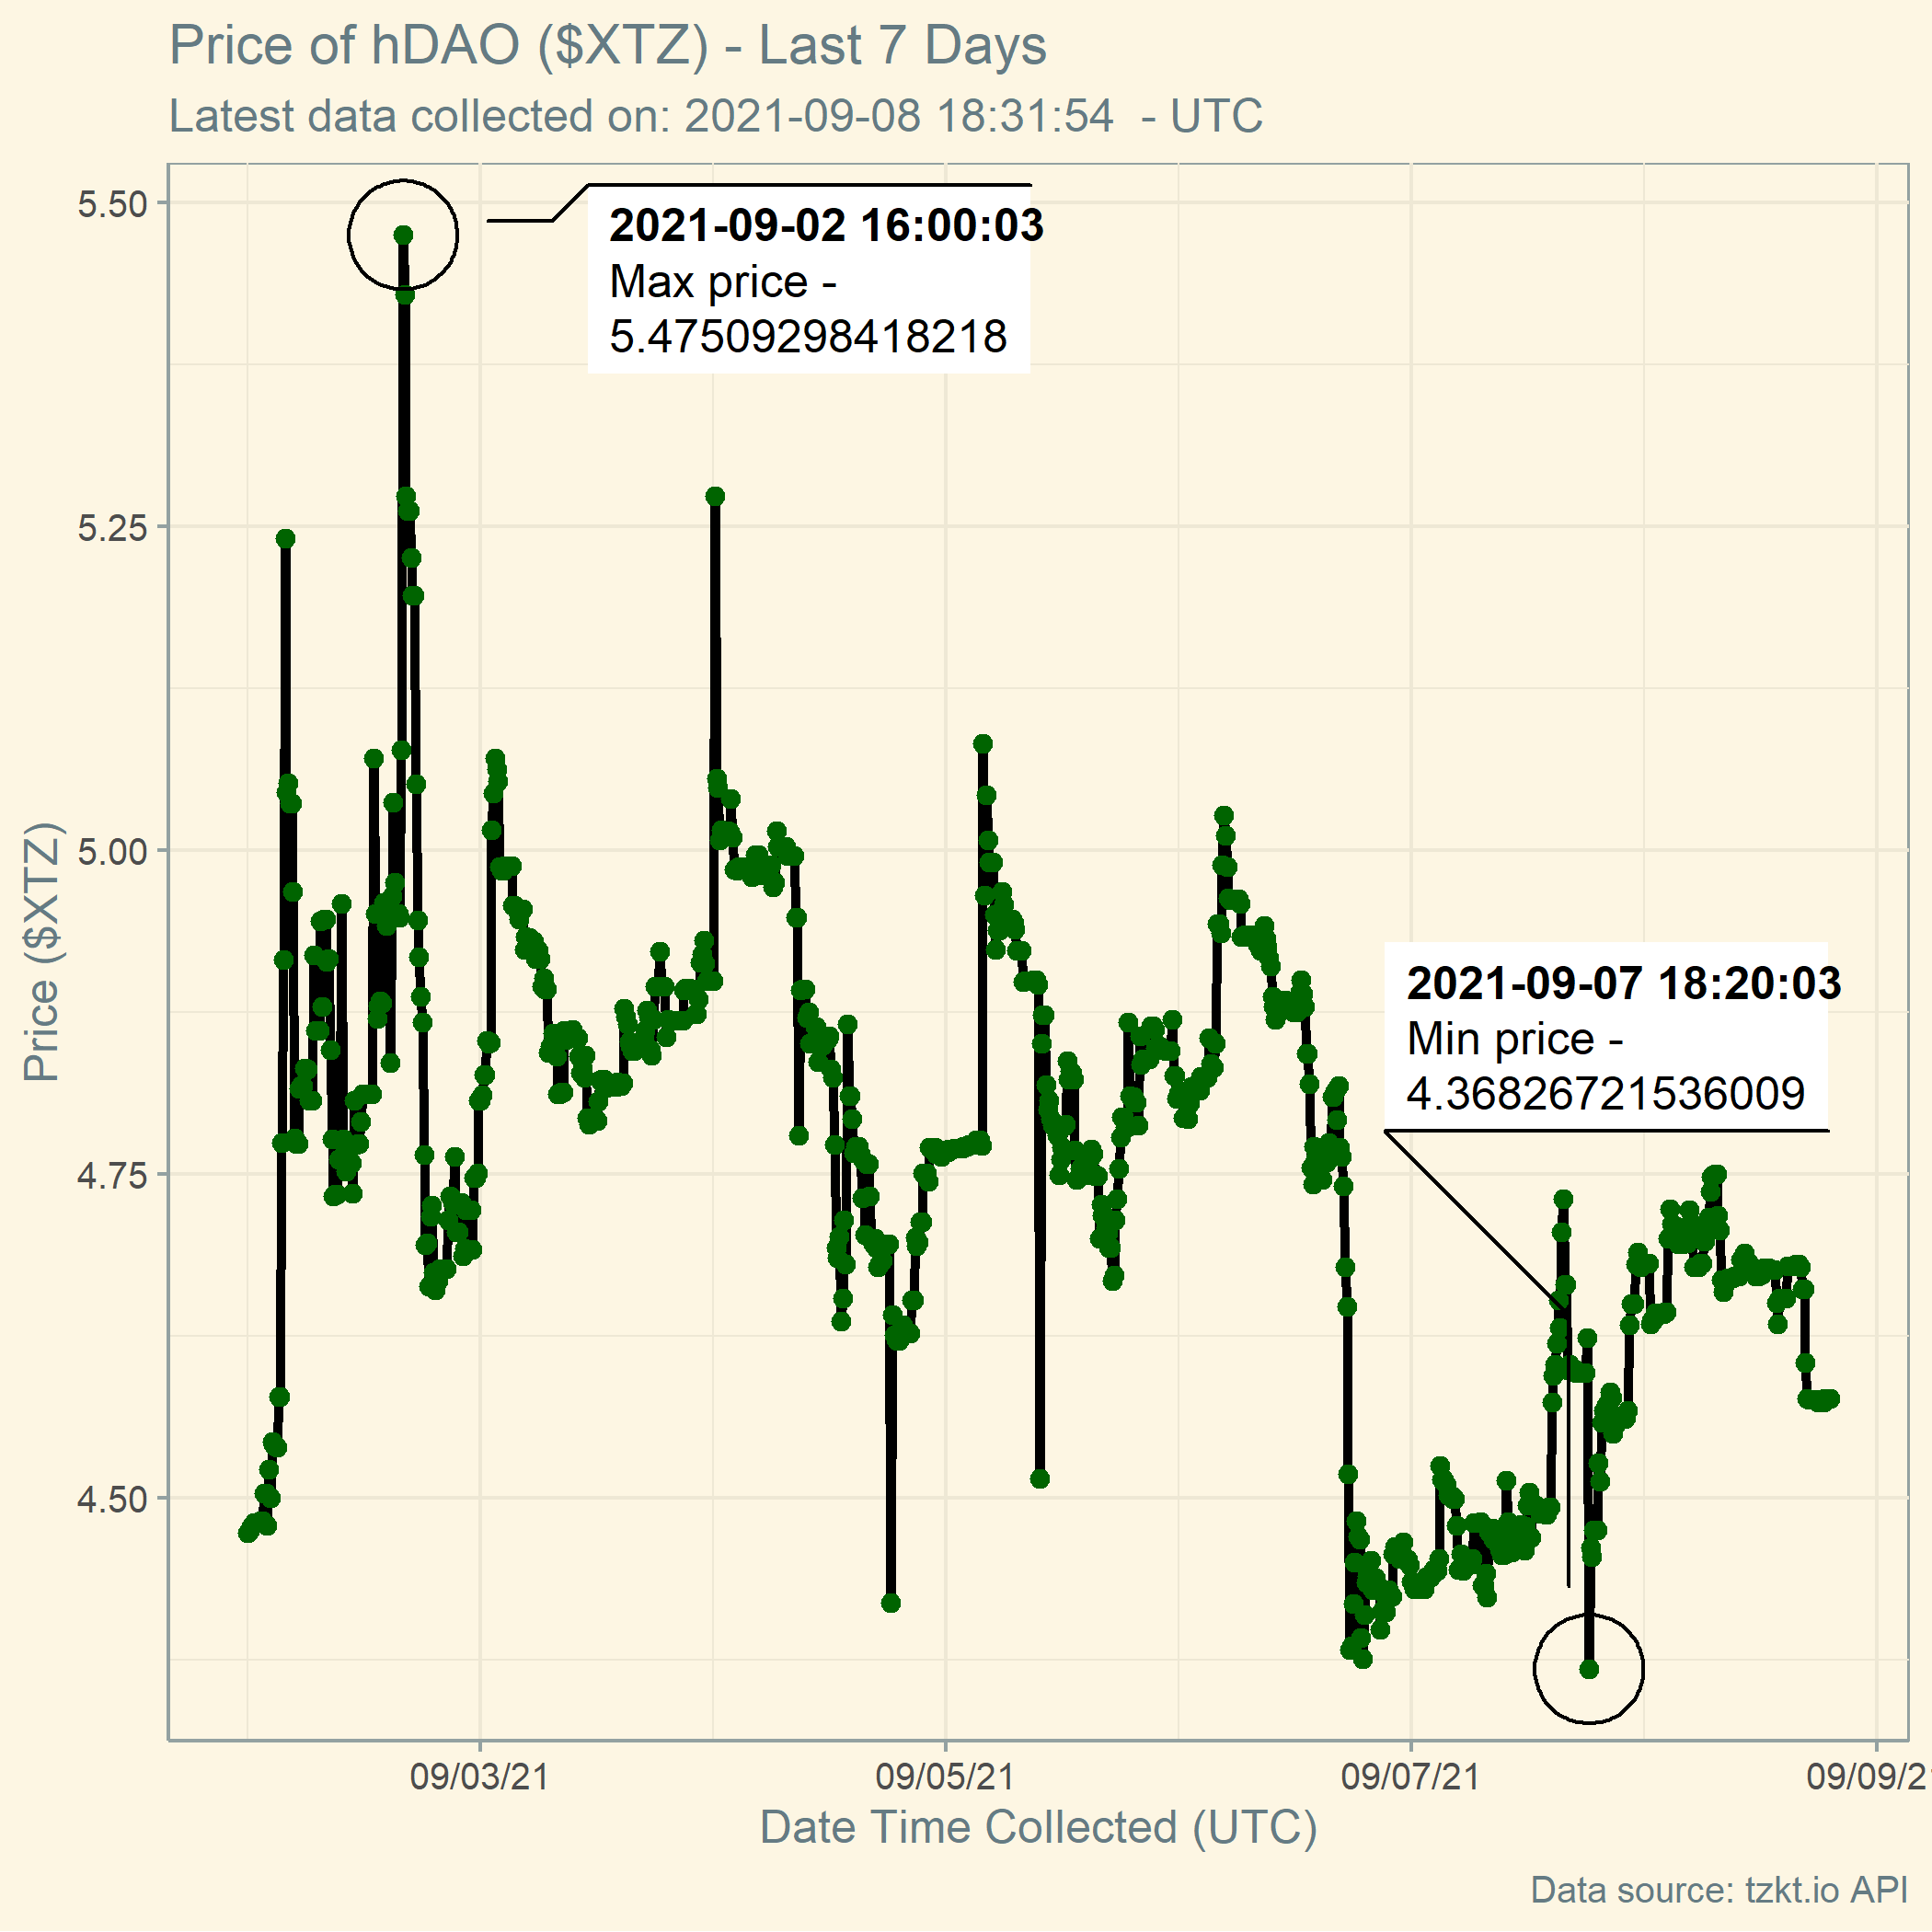 Price of hDAO ($XTZ) - Last 7 Days
Latest data collected on: 2021-09-08 18:31:54  - UTC
5.50
5.25
5.00
4.75
4.50
Price ($XTZ)
2021-09-02 16:00:03
Max price -
5.47509298418218
2021-09-07 18:20:03
Min price -
4.36826721536009
09/03/21
09/05/21
09/07/21
09/09/2
Date Time Collected (UTC)
Data source: tzkt.io API